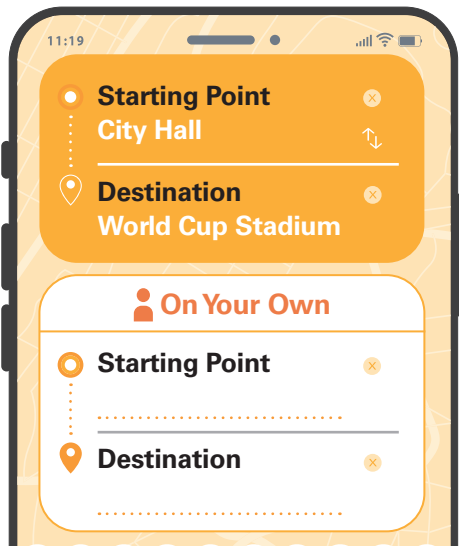 11:19
Starting Point
City Hall
Destination
World Cup Stadium
On Your Own
Starting Point
Destination